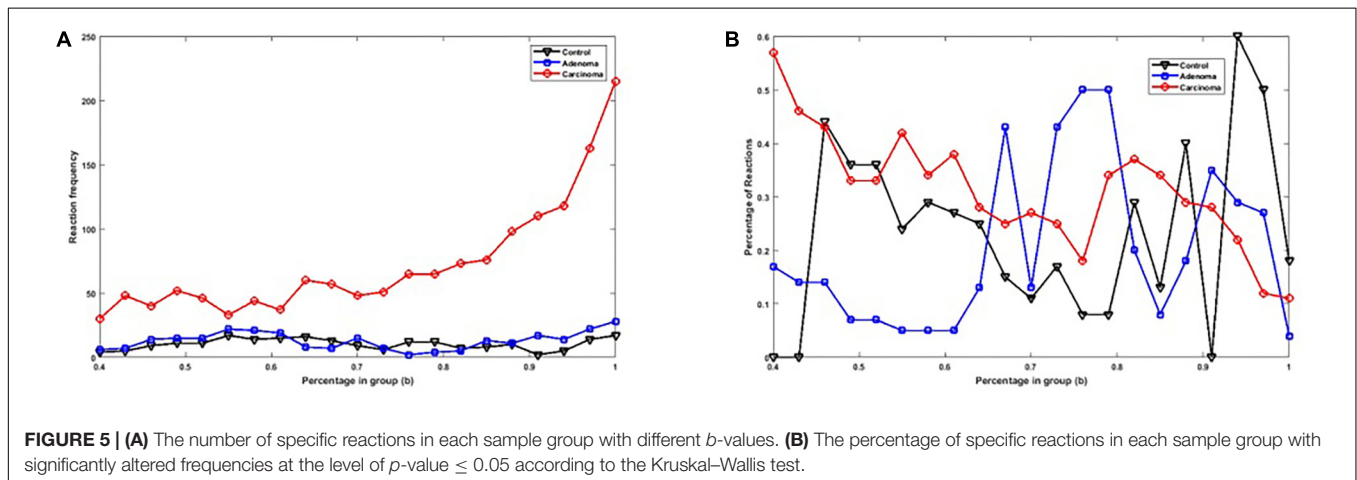 A
250
200
150
100
50
0
Reaction frequency
Control
Adenoma
Carcinoma
0.4 0.5 0.6 0.7 0.8 0.9 1
Percentage in group (b)
B
0.6
0.5
0.4
0.3
0.2
0.1
0
Percentage of Reactions
Control
Adenoma
Carcinoma
0.4 0.5 0.6 0.7 0.8 0.9 1
Percentage in group (b)
FIGURE 5 | (A) The number of specific reactions in each sample group with different b-values. (B) The percentage of specific reactions in each sample group with
significantly altered frequencies at the level of p-value ≤ 0.05 according to the Kruskal–Wallis test.